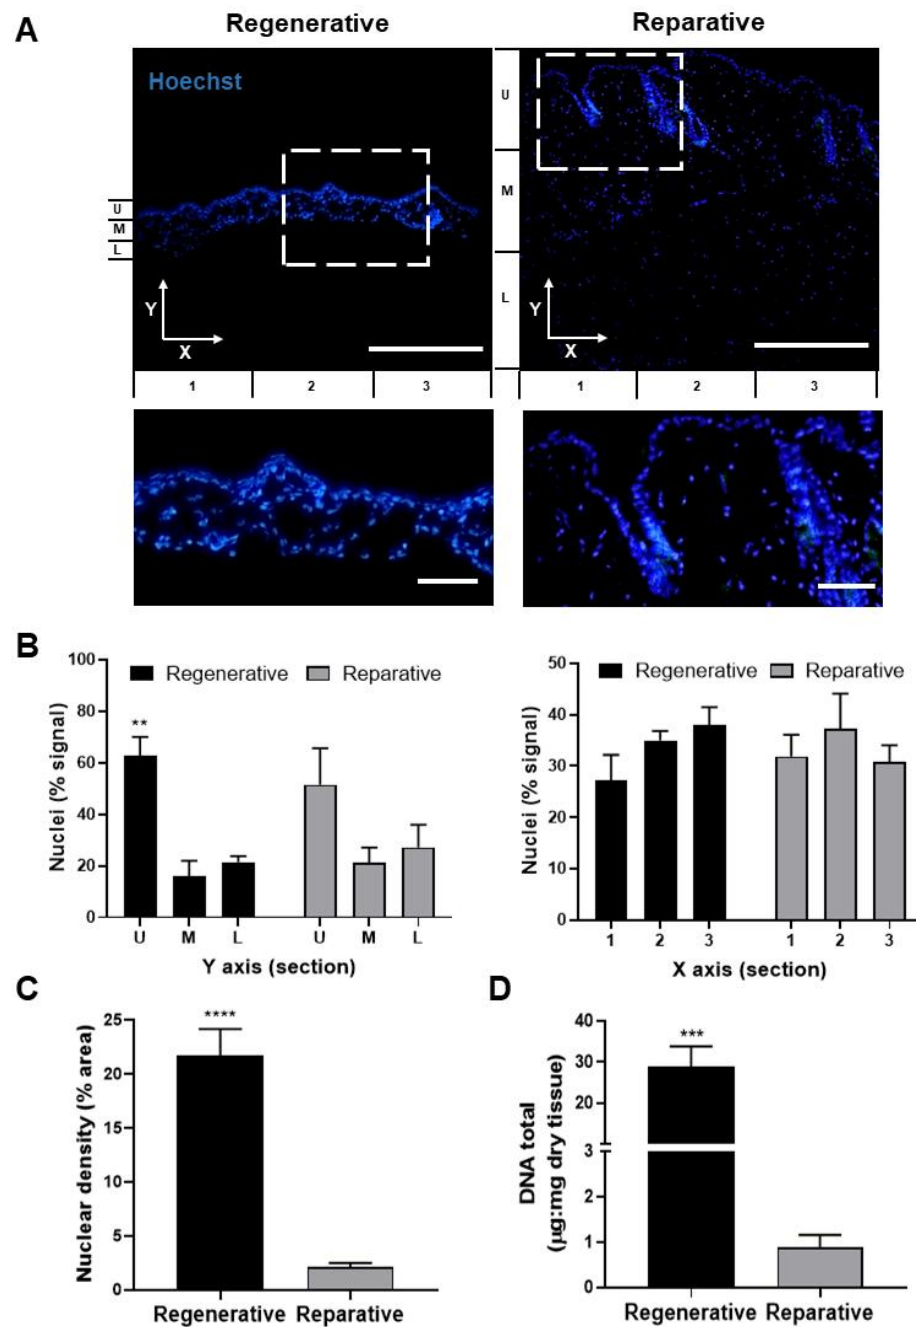 A
Regenerative
Reparative
Hoechst
U
M
L
U
M
L
Y
X
Y
X
1 2 3
1 2 3
B
Regenerative Reparative
Nuclei (% signal)
100
80
60
40
20
0
**
U M L U M L
Y axis (section)
Regenerative Reparative
Nuclei (% signal)
50
40
30
20
10
0
1 2 3 1 2 3
X axis (section)
C
Nuclear density (% area)
25
20
15
10
5
0
****
Regenerative Reparative
D
DNA total
(µg:mg dry tissue)
40
30
20
3
2
1
0
***
Regenerative Reparative